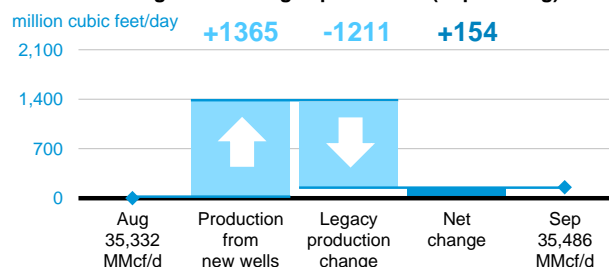 million cubic feet/day
+1365 -1211 +154
2,100
1,400
700
0
Aug
35,332
MMcf/d
Production
from
new wells
Legacy
production
change
Net
change
Sep
35,486
MMcf/d